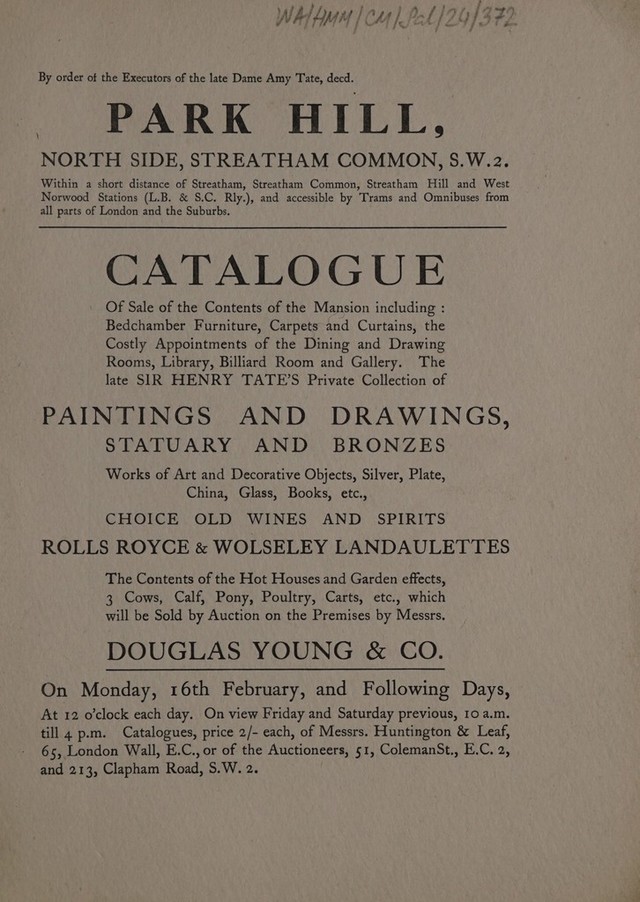 WA/HMM/CM/Sal/24/372
By order of the Executors of the late Dame Amy Tate, decd.
PARK HILL,
NORTH SIDE, STREATHAM COMMON, S.W.2.
Within a short distance of Streatham, Streatham Common, Streatham Hill and West
Norwood Stations (L.B. & S.C. Rly.), and accessible by Trams and Omnibuses from
all parts of London and the Suburbs.
CATALOGUE
Of Sale of the Contents of the Mansion including :
Bedchamber Furniture, Carpets and Curtains, the
Costly Appointments of the Dining and Drawing
Rooms, Library, Billiard Room and Gallery. The
late SIR HENRY TATE'S Private Collection of
PAINTINGS AND DRAWINGS,
STATUARY AND BRONZES
Works of Art and Decorative Objects, Silver, Plate,
China, Glass, Books, etc.,
CHOICE OLD WINES AND SPIRITS
ROLLS ROYCE & WOLSELEY LANDAULETTES
The Contents of the Hot Houses and Garden effects,
3 Cows, Calf, Pony, Poultry, Carts, etc., which
will be Sold by Auction on the Premises by Messrs.
DOUGLAS YOUNG & CO.
On Monday, 16th February, and Following Days,
At 12 o'clock each day. On view Friday and Saturday previous, 10 a.m.
till 4 p.m. Catalogues, price 2/- each, of Messrs. Huntington & Leaf,
65, London Wall, E.C., or of the Auctioneers, 51, ColemanSt., E.C. 2,
and 213, Clapham Road, S.W. 2.